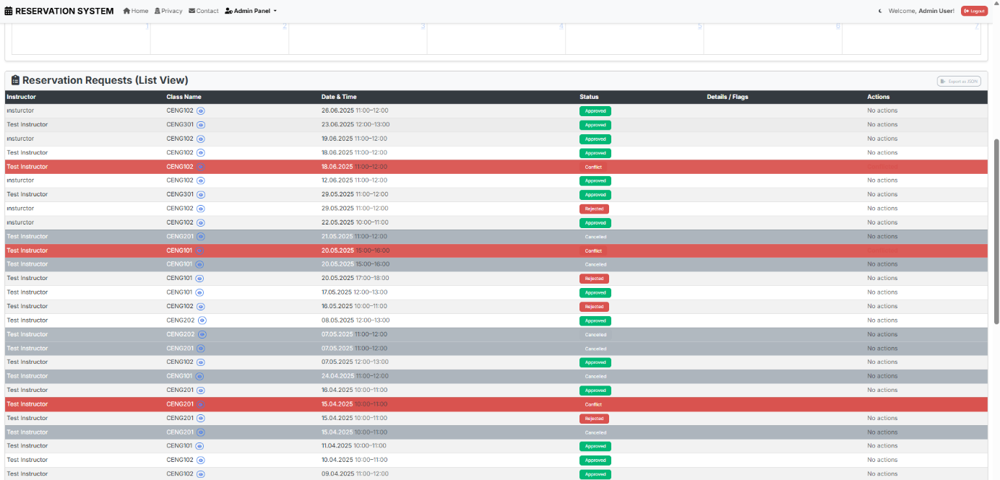 RESERVATION SYSTEM Home Privacy Contact Admin Panel Welcome, Admin User! Logout
1 2 3 4 5 6 7
Reservation Requests (List View) Export as JSON
Instructor Class Name Date & Time Status Details / Flags Actions
ınsturctor CENG102 26.06.2025 11:00–12:00 Approved No actions
Test Instructor CENG301 23.06.2025 12:00–13:00 Approved No actions
ınsturctor CENG102 19.06.2025 11:00–12:00 Approved No actions
Test Instructor CENG102 18.06.2025 11:00–12:00 Approved No actions
Test Instructor CENG102 18.06.2025 11:00–12:00 Conflict
ınsturctor CENG102 12.06.2025 11:00–12:00 Approved No actions
Test Instructor CENG301 29.05.2025 11:00–12:00 Approved No actions
ınsturctor CENG102 29.05.2025 11:00–12:00 Rejected No actions
ınsturctor CENG102 22.05.2025 10:00–11:00 Approved No actions
Test Instructor CENG201 21.05.2025 11:00–12:00 Cancelled No actions
Test Instructor CENG101 20.05.2025 15:00–16:00 Conflict
Test Instructor CENG101 20.05.2025 15:00–16:00 Cancelled No actions
Test Instructor CENG101 20.05.2025 17:00–18:00 Rejected No actions
Test Instructor CENG101 17.05.2025 12:00–13:00 Approved No actions
Test Instructor CENG102 16.05.2025 10:00–11:00 Rejected No actions
Test Instructor CENG202 08.05.2025 12:00–13:00 Approved No actions
Test Instructor CENG202 07.05.2025 11:00–12:00 Cancelled No actions
Test Instructor CENG201 07.05.2025 11:00–12:00 Cancelled No actions
Test Instructor CENG102 07.05.2025 12:00–13:00 Approved No actions
Test Instructor CENG101 24.04.2025 11:00–12:00 Cancelled No actions
Test Instructor CENG201 16.04.2025 10:00–11:00 Approved No actions
Test Instructor CENG201 15.04.2025 10:00–11:00 Conflict
Test Instructor CENG201 15.04.2025 10:00–11:00 Rejected No actions
Test Instructor CENG201 15.04.2025 10:00–11:00 Cancelled No actions
Test Instructor CENG101 11.04.2025 10:00–11:00 Approved No actions
Test Instructor CENG102 10.04.2025 10:00–11:00 Approved No actions
Test Instructor CENG102 09.04.2025 11:00–12:00 Approved No actions